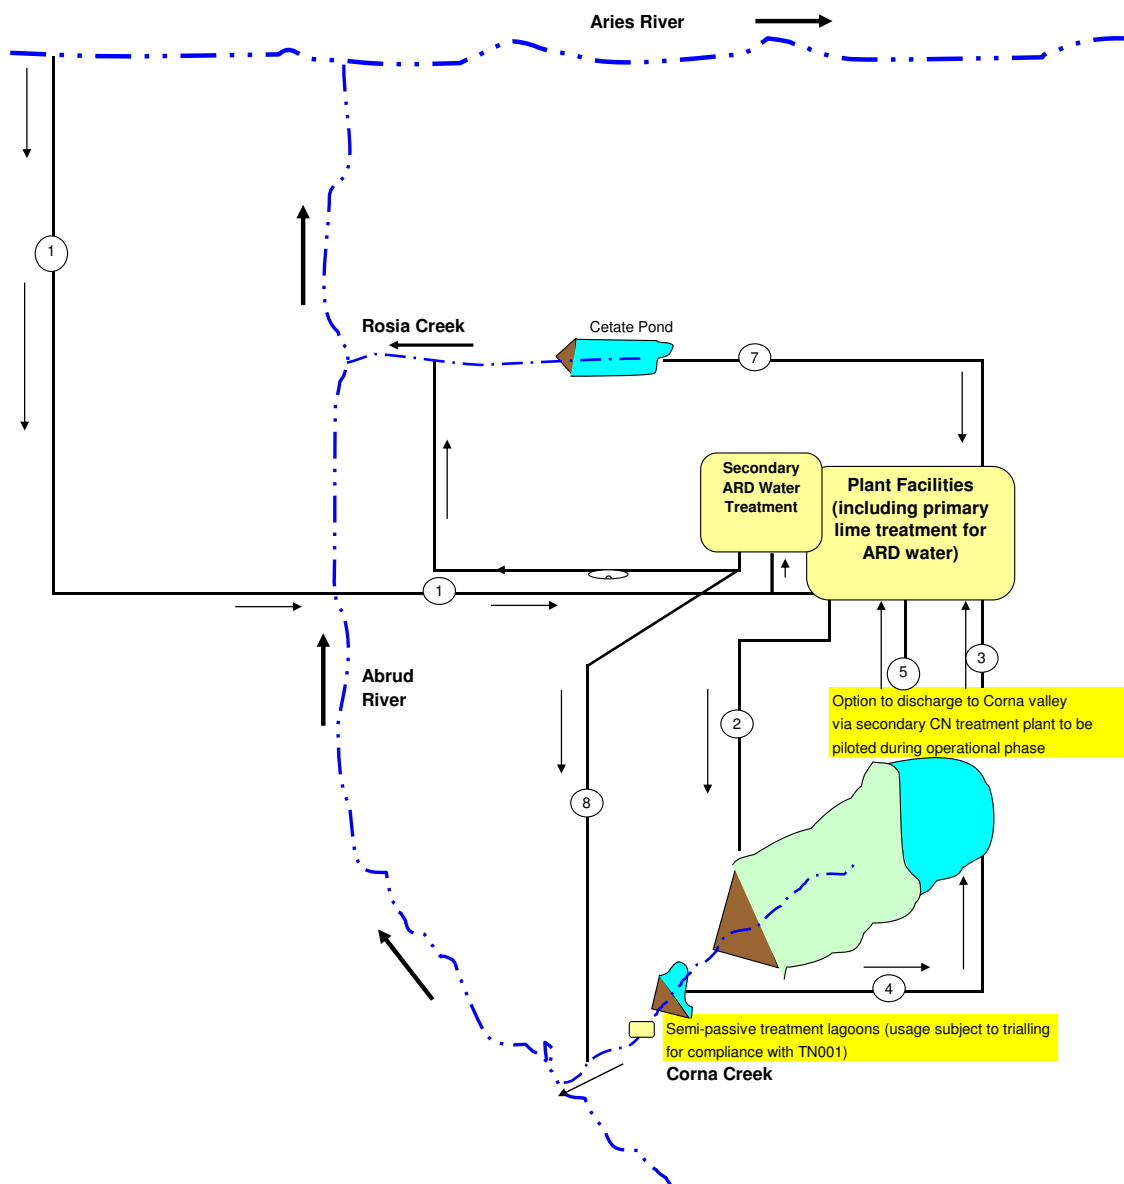 Aries River
1
Rosia Creek
Cetate Pond
7
Secondary
ARD Water
Treatment
Plant Facilities
(including primary
lime treatment for
ARD water)
1
Abrud
River
5
3
2
Option to discharge to Corna valley
via secondary CN treatment plant to be
piloted during operational phase
8
4
Semi-passive treatment lagoons (usage subject to trialling
for compliance with TN001)
Corna Creek